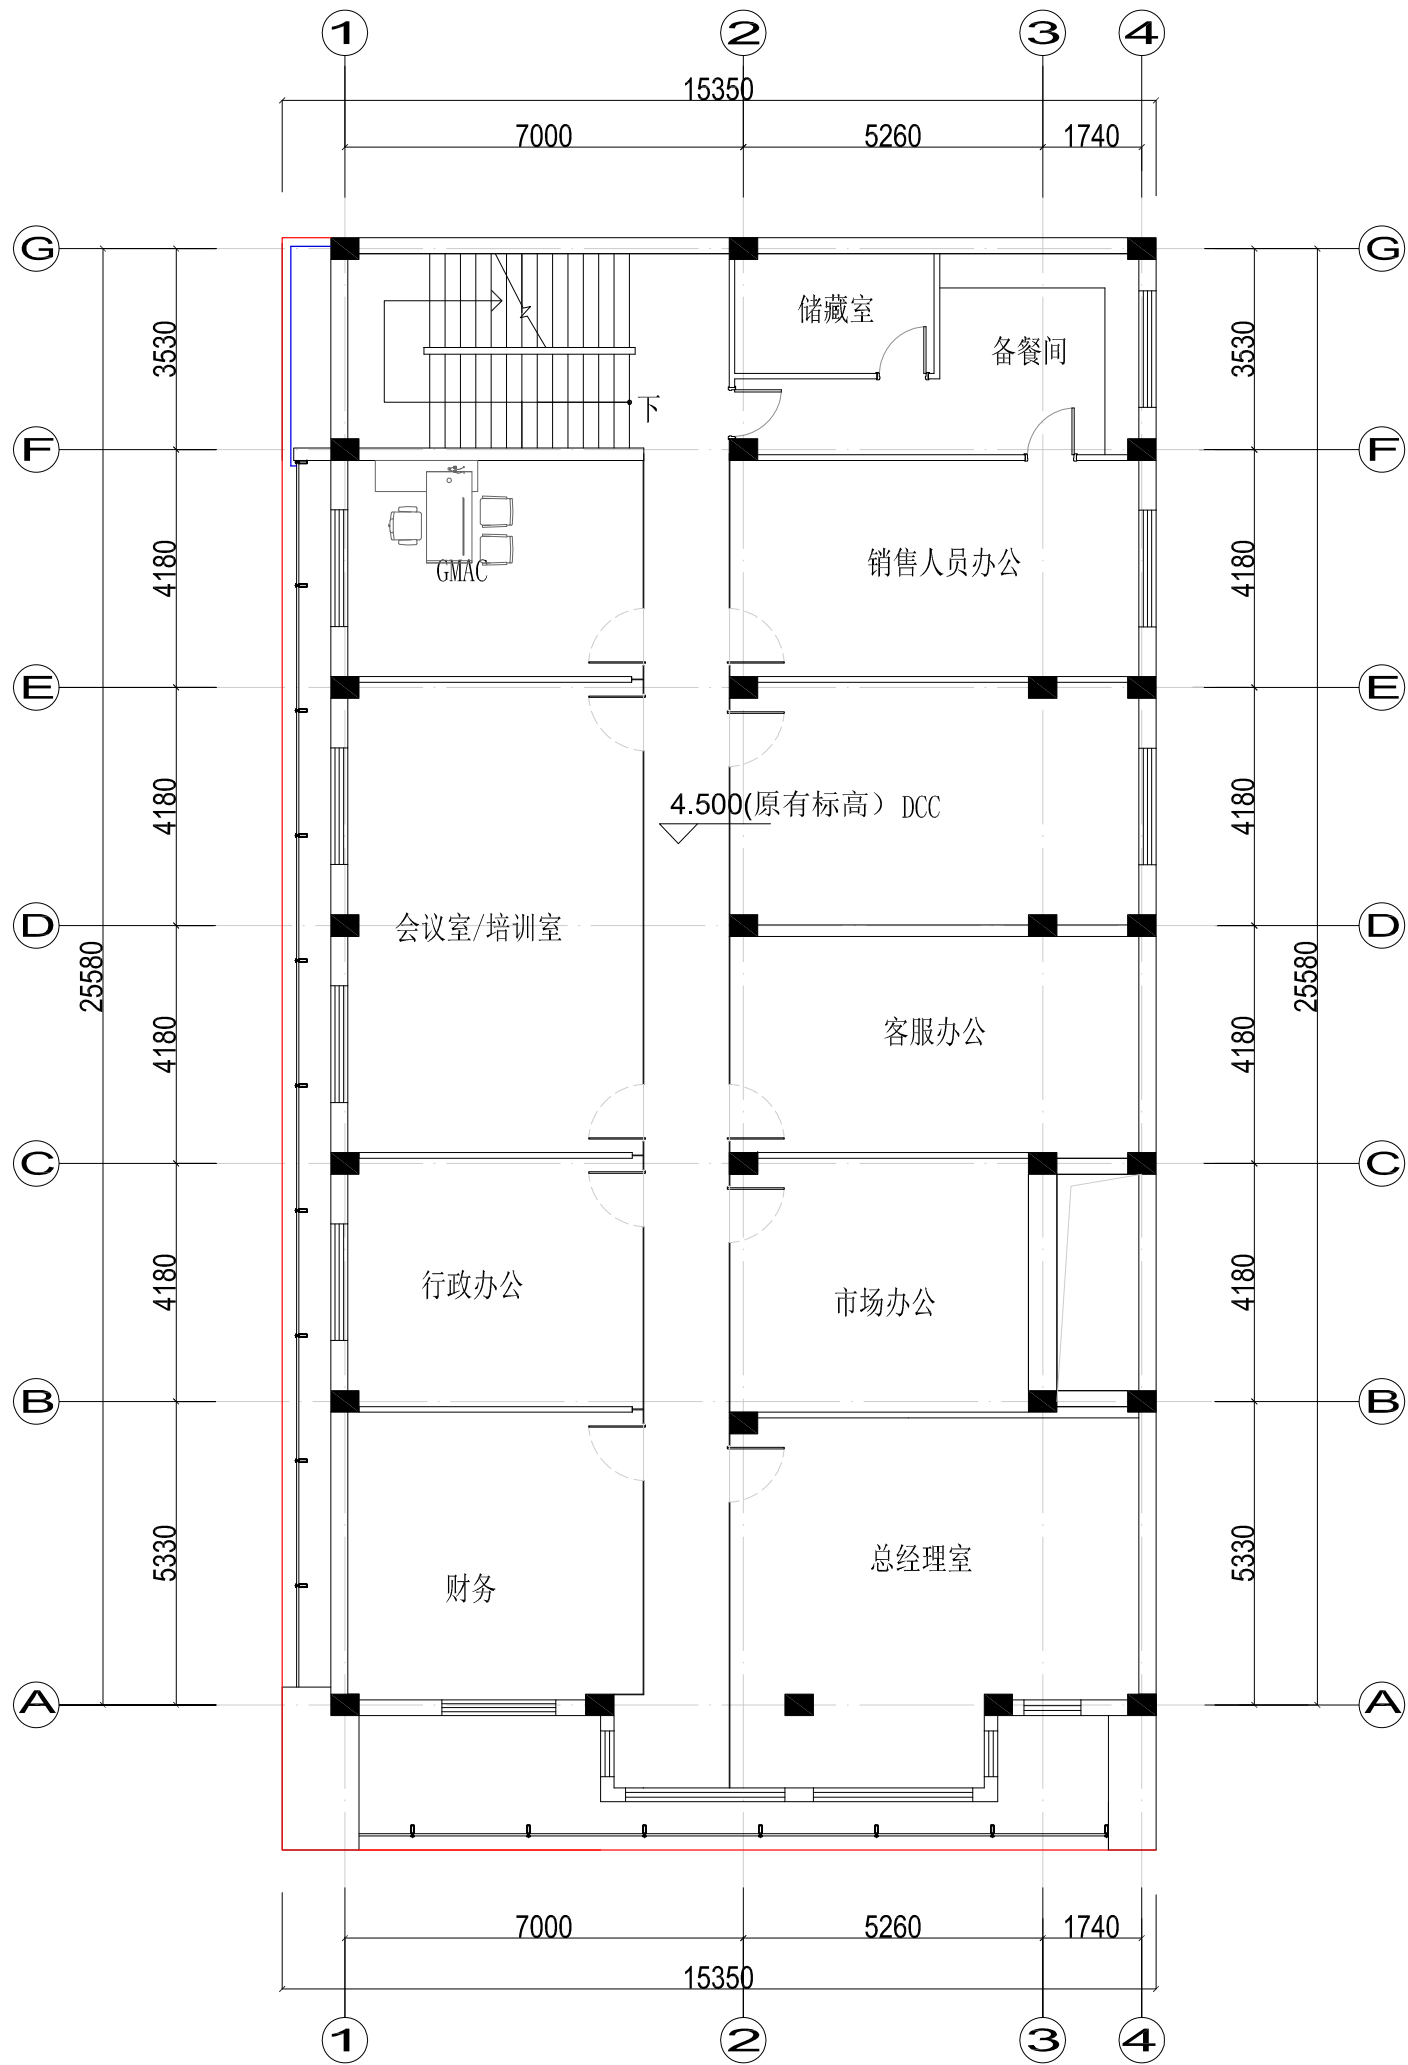 1 2 3 4
15350
7000 5260 1740
G G
储藏室
3530 备餐间 3530
下
F F
4180 GMAC 销售人员办公 4180
E E
4180 4.500(原有标高） DCC 4180
D 会议室/培训室 D
25580 25580
4180 客服办公 4180
C C
4180 行政办公 市场办公 4180
B B
5330 财务 总经理室 5330
A A
7000 5260 1740
15350
1 2 3 4